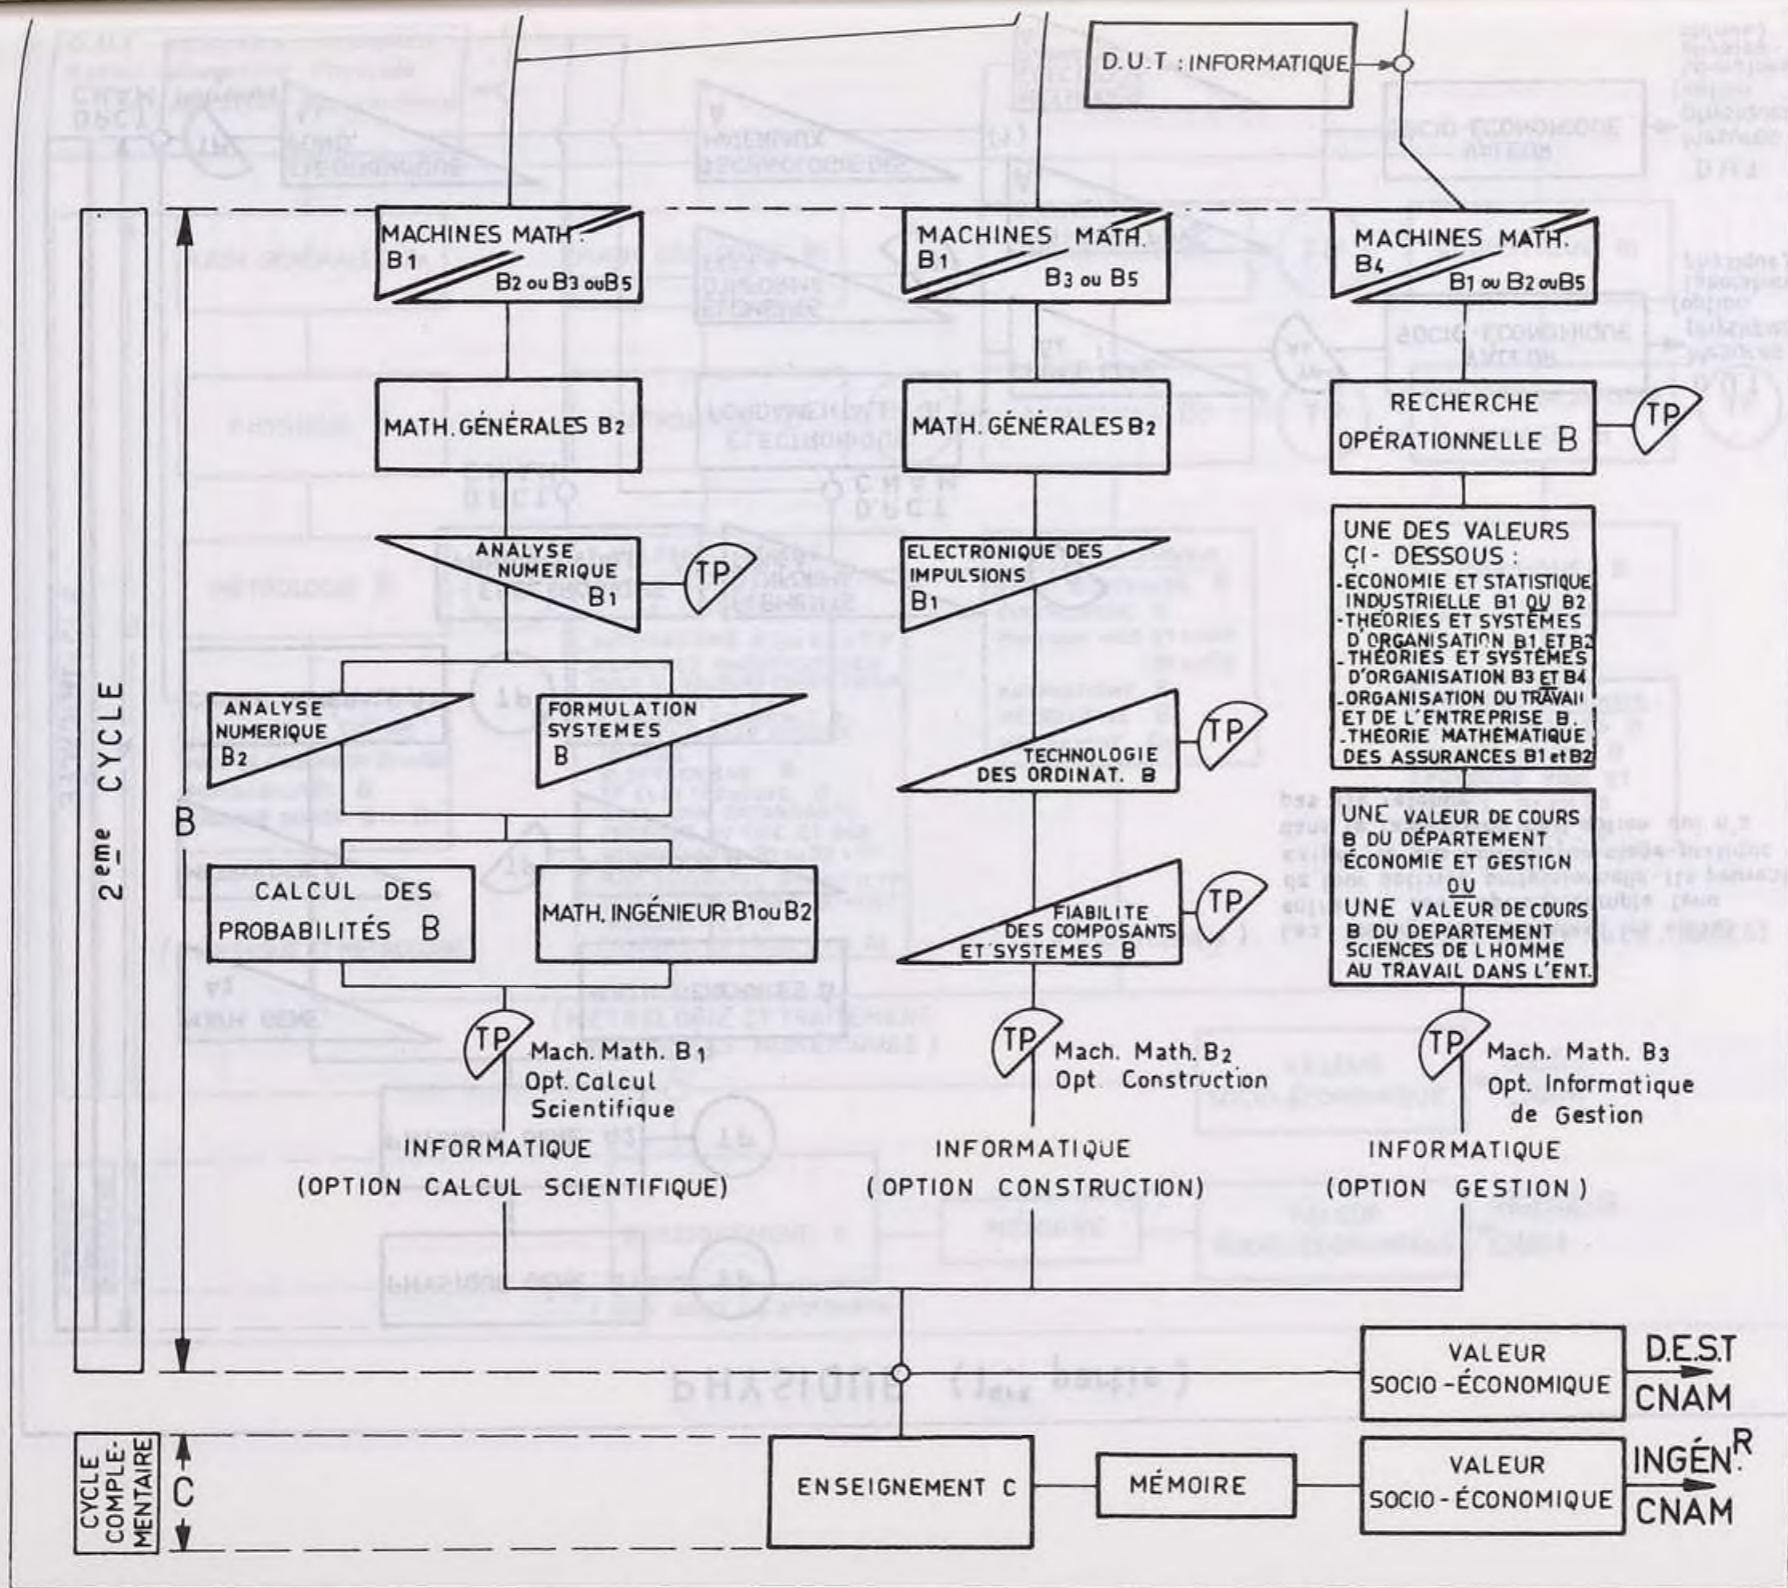 D.U.T : INFORMATIQUE
2eme CYCLE
B
MACHINES MATH.
B1
B2 ou B3 ou B5
MATH. GÉNÉRALES B2
ANALYSE
NUMERIQUE
B1
TP
ANALYSE
NUMERIQUE
B2
FORMULATION
SYSTEMES
B
CALCUL DES
PROBABILITÉS B
MATH. INGÉNIEUR B1 ou B2
TP
Mach. Math. B1
Opt. Calcul
Scientifique
INFORMATIQUE
(OPTION CALCUL SCIENTIFIQUE)
MACHINES MATH.
B1
B3 ou B5
MATH. GÉNÉRALES B2
ELECTRONIQUE DES
IMPULSIONS
B1
TECHNOLOGIE
DES ORDINAT. B
TP
FIABILITE
DES COMPOSANTS
ET SYSTEMES B
TP
TP
Mach. Math. B2
Opt. Construction
INFORMATIQUE
(OPTION CONSTRUCTION)
MACHINES MATH.
B4
B1 ou B2 ou B5
RECHERCHE
OPÉRATIONNELLE B
TP
UNE DES VALEURS
ÇI - DESSOUS :
- ECONOMIE ET STATISTIQUE
INDUSTRIELLE B1 OU B2
- THÉORIES ET SYSTÈMES
D'ORGANISATION B1 ET B2
- THÉORIES ET SYSTÈMES
D'ORGANISATION B3 ET B4
- ORGANISATION DU TRAVAIL
ET DE L'ENTREPRISE B.
- THÉORIE MATHÉMATIQUE
DES ASSURANCES B1 et B2
UNE VALEUR DE COURS
B DU DÉPARTEMENT
ÉCONOMIE ET GESTION
OU
UNE VALEUR DE COURS
B DU DEPARTEMENT
SCIENCES DE L HOMME
AU TRAVAIL DANS L'ENT.
TP
Mach. Math. B3
Opt. Informatique
de Gestion
INFORMATIQUE
(OPTION GESTION)
VALEUR
SOCIO-ÉCONOMIQUE
D.E.S.T
CNAM
CYCLE
COMPLE-
MENTAIRE
C
ENSEIGNEMENT C
MÉMOIRE
VALEUR
SOCIO-ÉCONOMIQUE
INGÉN.R
CNAM